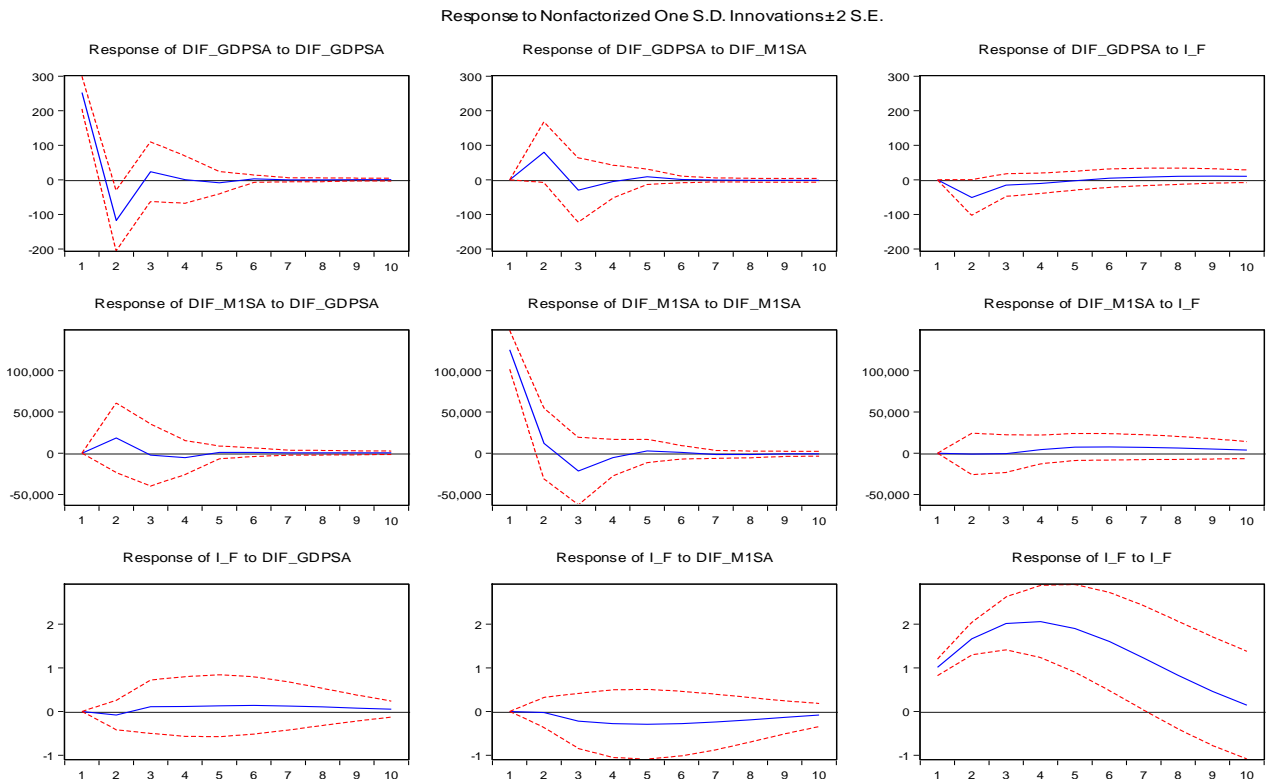 Response to Nonfactorized One S.D. Innovations ± 2 S.E.
Response of DIF_GDPSA to DIF_GDPSA
300
200
100
0
-100
-200
1 2 3 4 5 6 7 8 9 10
Response of DIF_GDPSA to DIF_M1SA
300
200
100
0
-100
-200
1 2 3 4 5 6 7 8 9 10
Response of DIF_GDPSA to I_F
300
200
100
0
-100
-200
1 2 3 4 5 6 7 8 9 10
Response of DIF_M1SA to DIF_GDPSA
100,000
50,000
0
-50,000
1 2 3 4 5 6 7 8 9 10
Response of DIF_M1SA to DIF_M1SA
100,000
50,000
0
-50,000
1 2 3 4 5 6 7 8 9 10
Response of DIF_M1SA to I_F
100,000
50,000
0
-50,000
1 2 3 4 5 6 7 8 9 10
Response of I_F to DIF_GDPSA
2
1
0
-1
1 2 3 4 5 6 7 8 9 10
Response of I_F to DIF_M1SA
2
1
0
-1
1 2 3 4 5 6 7 8 9 10
Response of I_F to I_F
2
1
0
-1
1 2 3 4 5 6 7 8 9 10